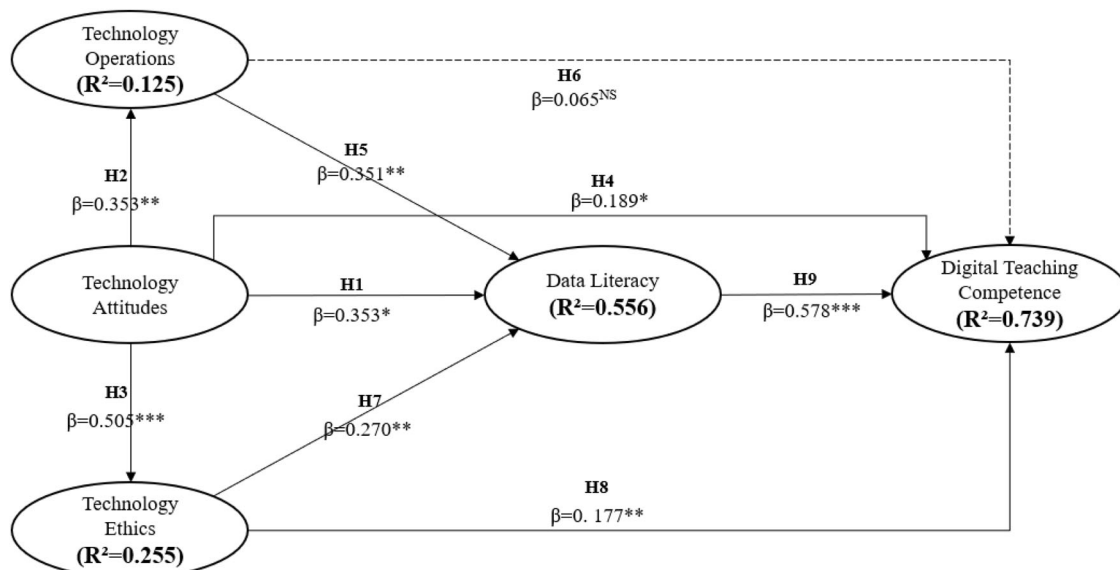 Technology
Operations
(R²=0.125)
H6
β=0.065ᴺˢ
H5
β=0.351**
H2
β=0.353**
H4
β=0.189*
Technology
Attitudes
H1
β=0.353*
Data Literacy
(R²=0.556)
H9
β=0.578***
Digital Teaching
Competence
(R²=0.739)
H3
β=0.505***
H7
β=0.270**
H8
β=0. 177**
Technology
Ethics
(R²=0.255)